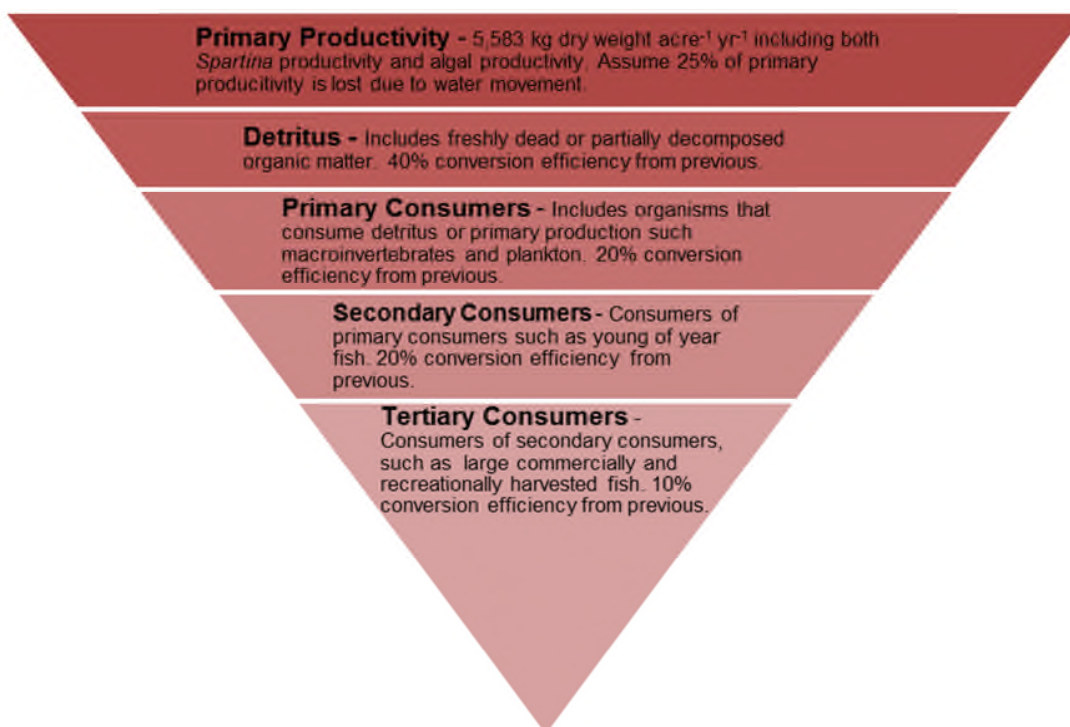 Primary Productivity - 5,583 kg dry weight acre-1 yr-1 including both
Spartina productivity and algal productivity. Assume 25% of primary
producitivity is lost due to water movement.
Detritus - Includes freshly dead or partially decomposed
organic matter. 40% conversion efficiency from previous.
Primary Consumers - Includes organisms that
consume detritus or primary production such
macroinvertebrates and plankton. 20% conversion
efficiency from previous.
Secondary Consumers - Consumers of
primary consumers such as young of year
fish. 20% conversion efficiency from
previous.
Tertiary Consumers -
Consumers of secondary consumers,
such as large commercially and
recreationally harvested fish. 10%
conversion efficiency from previous.